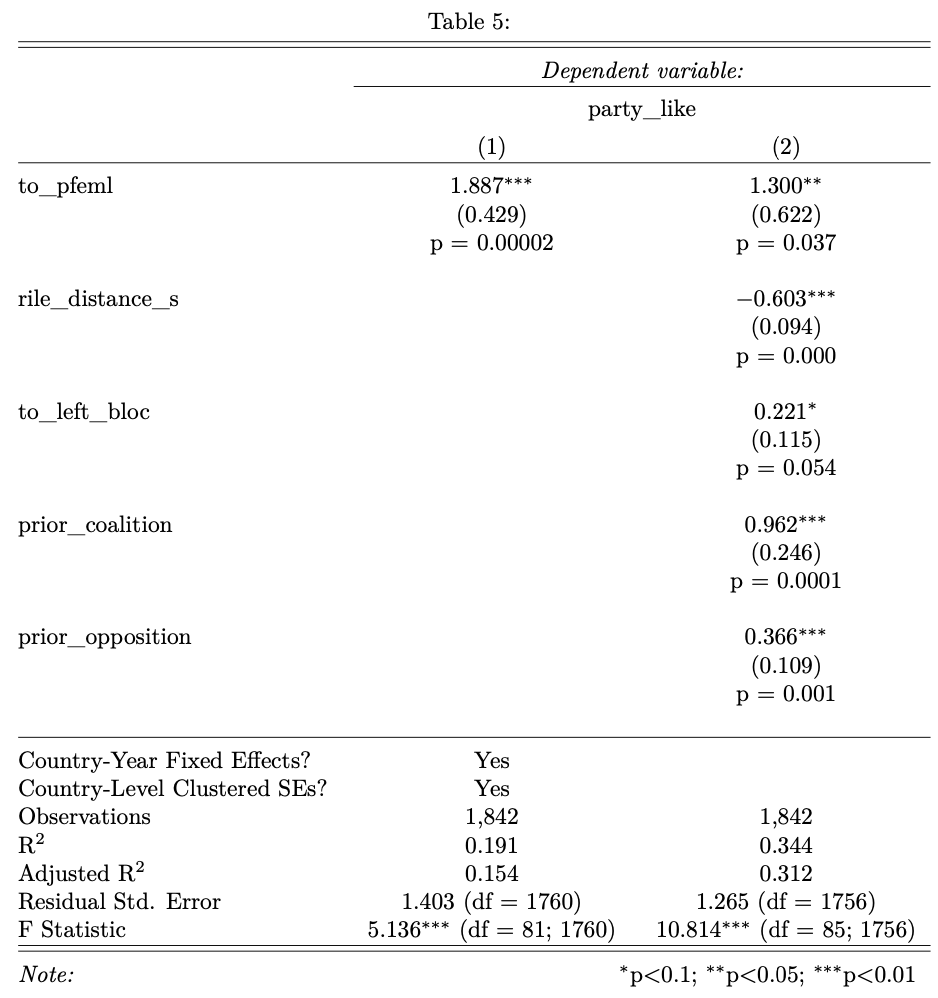 Table 5:
Dependent variable:
party_like
(1) (2)
to_pfeml 1.887*** 1.300**
(0.429) (0.622)
p = 0.00002 p = 0.037
rile_distance_s −0.603***
(0.094)
p = 0.000
to_left_bloc 0.221*
(0.115)
p = 0.054
prior_coalition 0.962***
(0.246)
p = 0.0001
prior_opposition 0.366***
(0.109)
p = 0.001
Country-Year Fixed Effects? Yes
Country-Level Clustered SEs? Yes
Observations 1,842 1,842
R² 0.191 0.344
Adjusted R² 0.154 0.312
Residual Std. Error 1.403 (df = 1760) 1.265 (df = 1756)
F Statistic 5.136*** (df = 81; 1760) 10.814*** (df = 85; 1756)
Note: *p<0.1; **p<0.05; ***p<0.01